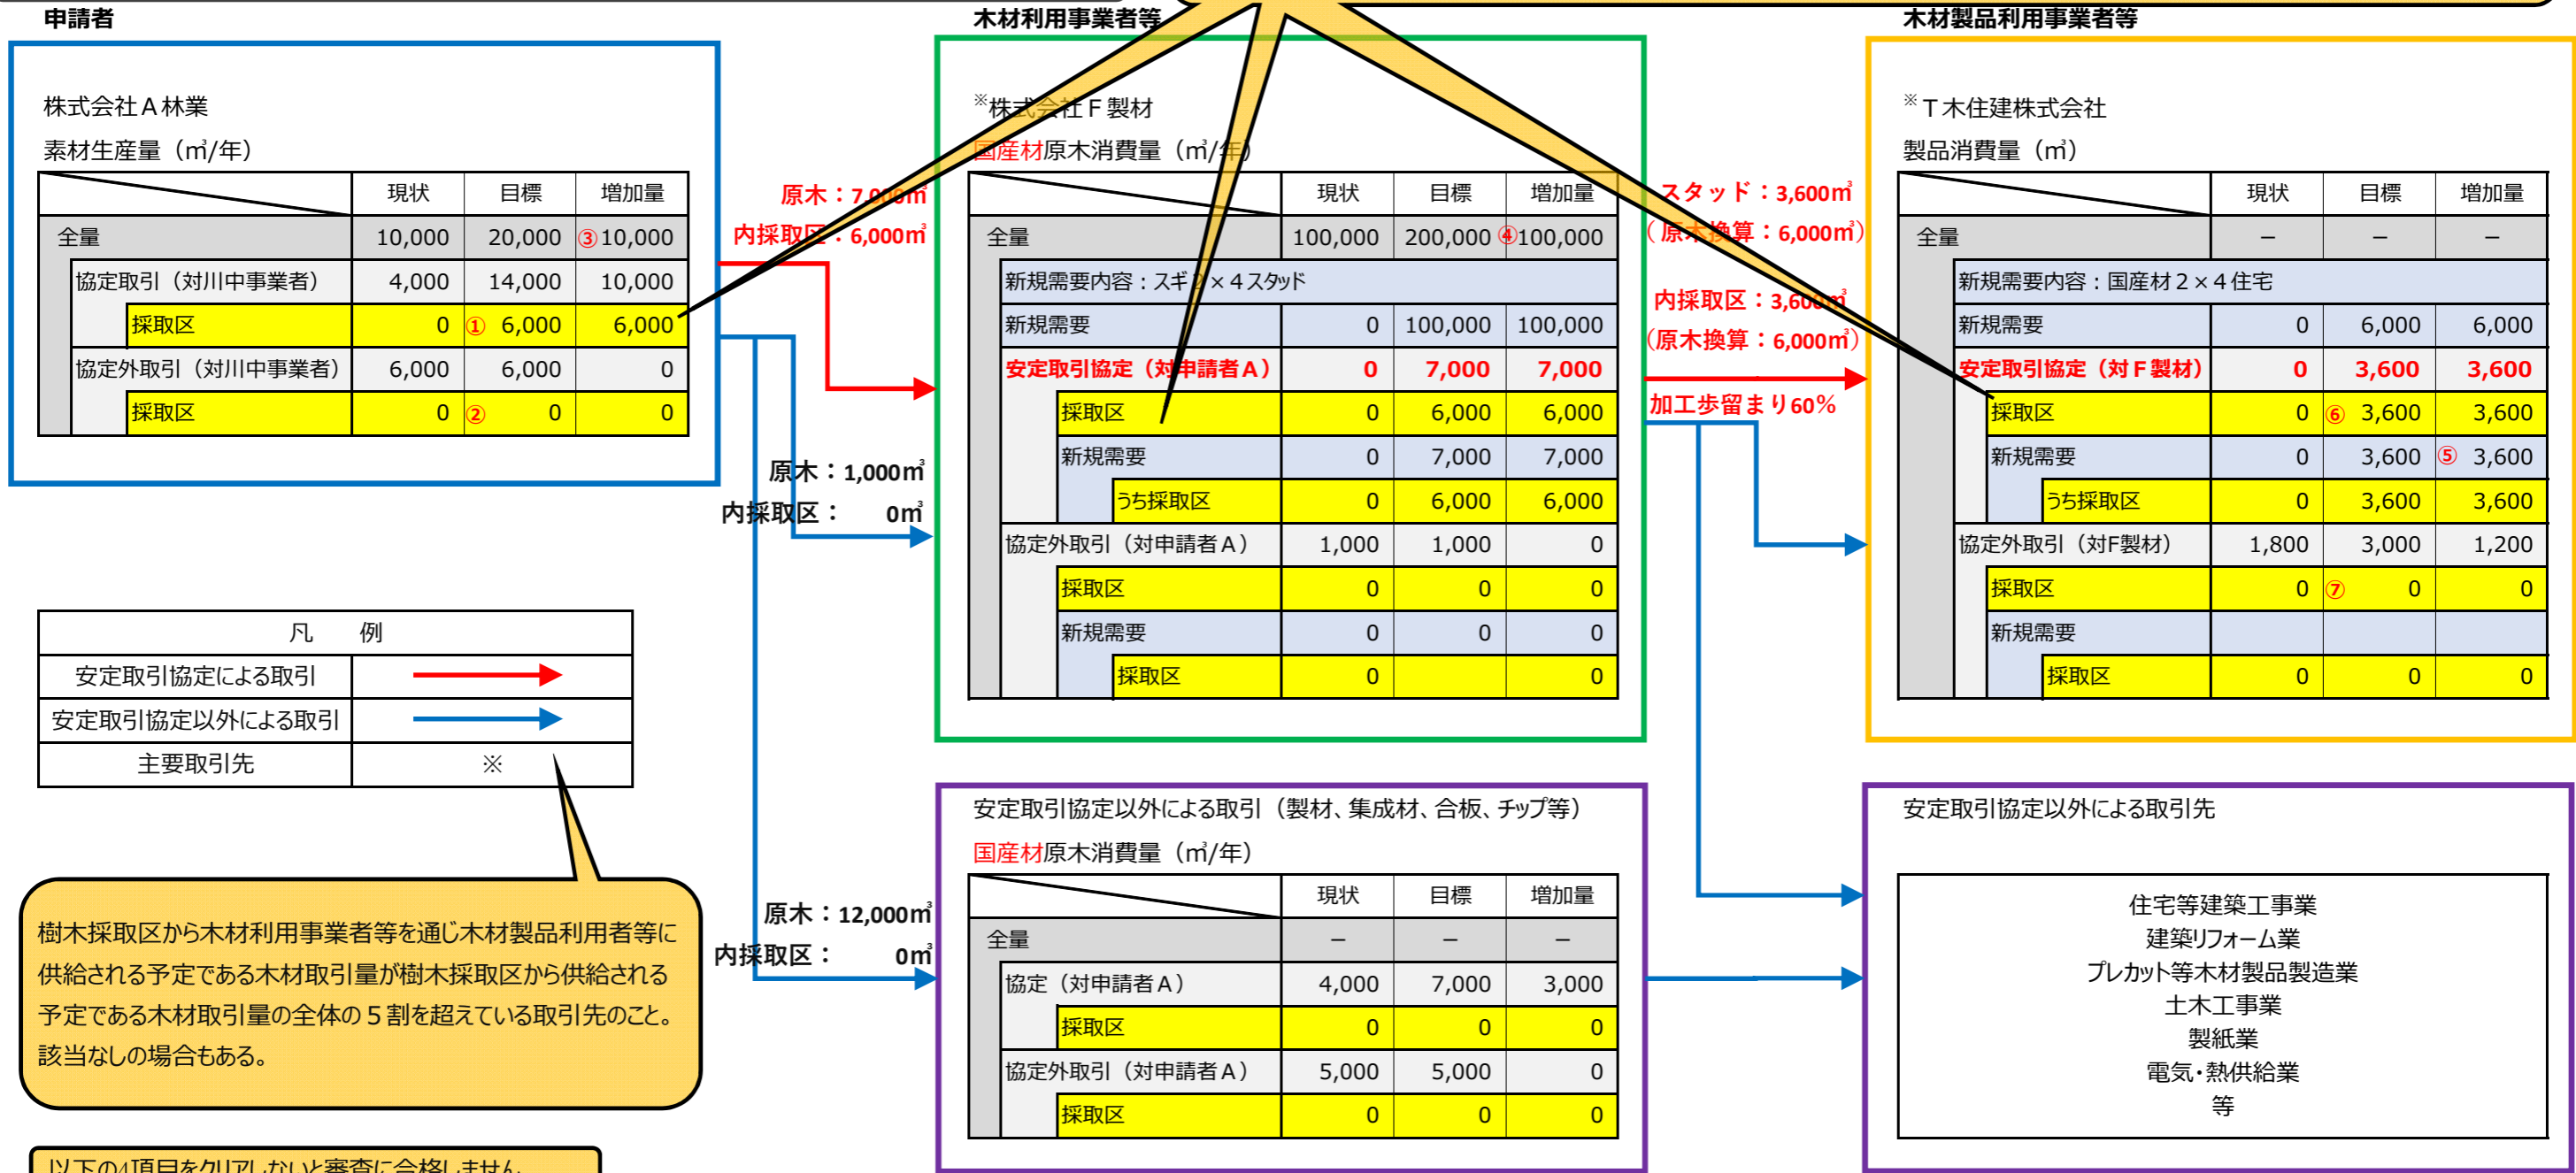 申請者
木材利用事業者等
木材製品利用事業者等
株式会社A林業
素材生産量（㎥/年）
現状 目標 増加量
全量 10,000 20,000 ③10,000
協定取引（対川中事業者） 4,000 14,000 10,000
採取区 0 ① 6,000 6,000
協定外取引（対川中事業者） 6,000 6,000 0
採取区 0 ② 0 0
原木：7,000㎥
内採取区：6,000㎥
原木：1,000㎥
内採取区： 0㎥
原木：12,000㎥
内採取区： 0㎥
※株式会社F製材
国産材原木消費量（㎥/年）
現状 目標 増加量
全量 100,000 200,000 ④100,000
新規需要内容：スギ2×4スタッド
新規需要 0 100,000 100,000
安定取引協定（対申請者A） 0 7,000 7,000
採取区 0 6,000 6,000
新規需要 0 7,000 7,000
うち採取区 0 6,000 6,000
協定外取引（対申請者A） 1,000 1,000 0
採取区 0 0 0
新規需要 0 0 0
採取区 0 0
スタッド：3,600㎥
（原木換算：6,000㎥）
内採取区：3,600㎥
（原木換算：6,000㎥）
加工歩留まり60%
※T木住建株式会社
製品消費量（㎥）
現状 目標 増加量
全量 － － －
新規需要内容：国産材2×4住宅
新規需要 0 6,000 6,000
安定取引協定（対F製材） 0 3,600 3,600
採取区 0 ⑥ 3,600 3,600
新規需要 0 3,600 ⑤ 3,600
うち採取区 0 3,600 3,600
協定外取引（対F製材） 1,800 3,000 1,200
採取区 0 ⑦ 0 0
新規需要
採取区 0 0 0
凡 例
安定取引協定による取引
安定取引協定以外による取引
主要取引先 ※
樹木採取区から木材利用事業者等を通じ木材製品利用者等に
供給される予定である木材取引量が樹木採取区から供給される
予定である木材取引量の全体の５割を超えている取引先のこと。
該当なしの場合もある。
以下の4項目をクリアしないと審査に合格しません
安定取引協定以外による取引（製材、集成材、合板、チップ等）
国産材原木消費量（㎥/年）
現状 目標 増加量
全量 － － －
協定（対申請者A） 4,000 7,000 3,000
採取区 0 0 0
協定外取引（対申請者A） 5,000 5,000 0
採取区 0 0 0
安定取引協定以外による取引先
住宅等建築工事業
建築リフォーム業
プレカット等木材製品製造業
土木工事業
製紙業
電気・熱供給業
等